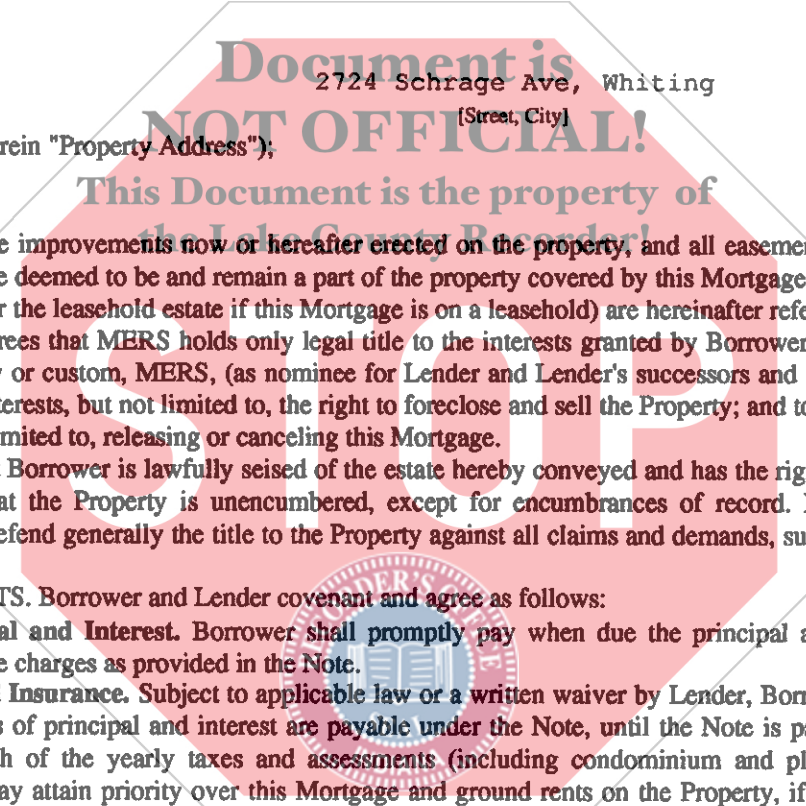 Document is
2724 Schrage Ave, Whiting
NOT OFFICIAL!
[Street, City]
rein "Property Address");
This Document is the property of
the Lake County Recorder!
e improvements now or hereafter erected on the property, and all easemen
e deemed to be and remain a part of the property covered by this Mortgage
r the leasehold estate if this Mortgage is on a leasehold) are hereinafter refe
rees that MERS holds only legal title to the interests granted by Borrower
or custom, MERS, (as nominee for Lender and Lender's successors and
terests, but not limited to, the right to foreclose and sell the Property; and to
mited to, releasing or canceling this Mortgage.
Borrower is lawfully seised of the estate hereby conveyed and has the rig
at the Property is unencumbered, except for encumbrances of record.
efend generally the title to the Property against all claims and demands, su
STOP
TS. Borrower and Lender covenant and agree as follows:
al and Interest. Borrower shall promptly pay when due the principal a
e charges as provided in the Note.
Insurance. Subject to applicable law or a written waiver by Lender, Borr
s of principal and interest are payable under the Note, until the Note is pa
h of the yearly taxes and assessments (including condominium and pl
ay attain priority over this Mortgage and ground rents on the Property, if